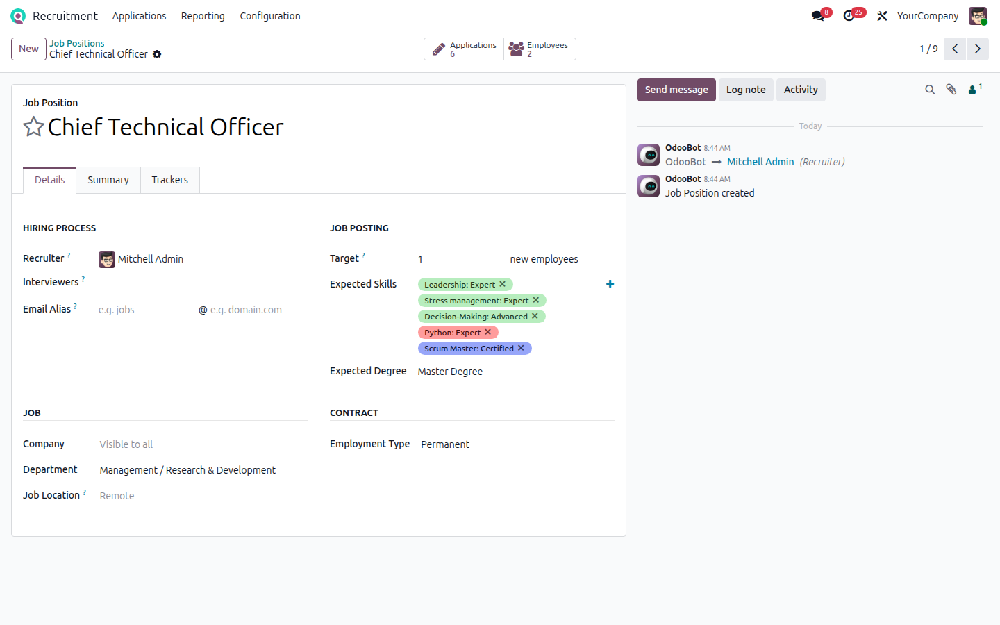 Recruitment
Applications
Reporting
Configuration
8
25
YourCompany
New
Job Positions
Chief Technical Officer
Applications
6
Employees
2
1 / 9
Job Position
Chief Technical Officer
Details
Summary
Trackers
HIRING PROCESS
Recruiter ?
Mitchell Admin
Interviewers ?
Email Alias ?
e.g. jobs
@ e.g. domain.com
JOB POSTING
Target ?
1
new employees
Expected Skills
Leadership: Expert
Stress management: Expert
Decision-Making: Advanced
Python: Expert
Scrum Master: Certified
Expected Degree
Master Degree
JOB
Company
Visible to all
Department
Management / Research & Development
Job Location ?
Remote
CONTRACT
Employment Type
Permanent
Send message
Log note
Activity
1
Today
OdooBot 8:44 AM
OdooBot → Mitchell Admin (Recruiter)
OdooBot 8:44 AM
Job Position created